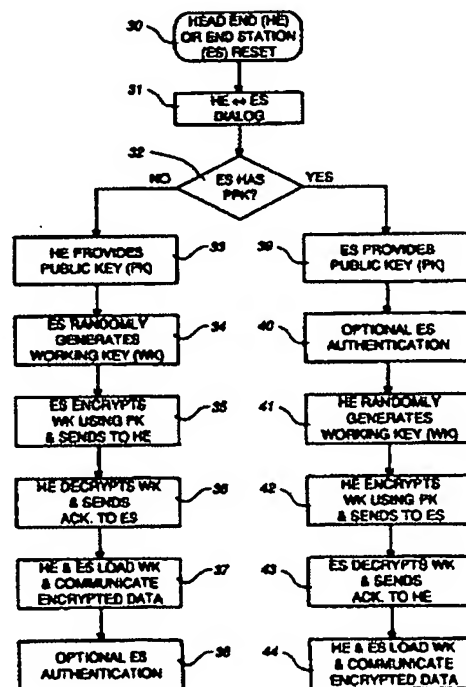 30
HEAD END (HE)
OR END STATION
(ES) RESET
31
HE ↔ ES
DIALOG
32
NO
ES HAS
PPK?
YES
33
HE PROVIDES
PUBLIC KEY (PK)
34
ES RANDOMLY
GENERATES
WORKING KEY (WK)
35
ES ENCRYPTS
WK USING PK
& SENDS TO HE
36
HE DECRYPTS WK
& SENDS
ACK. TO ES
37
HE & ES LOAD WK
& COMMUNICATE
ENCRYPTED DATA
38
OPTIONAL ES
AUTHENTICATION
39
ES PROVIDES
PUBLIC KEY (PK)
40
OPTIONAL ES
AUTHENTICATION
41
HE RANDOMLY
GENERATES
WORKING KEY (WK)
42
HE ENCRYPTS
WK USING PK
& SENDS TO ES
43
ES DECRYPTS WK
& SENDS
ACK. TO HE
44
HE & ES LOAD WK
& COMMUNICATE
ENCRYPTED DATA